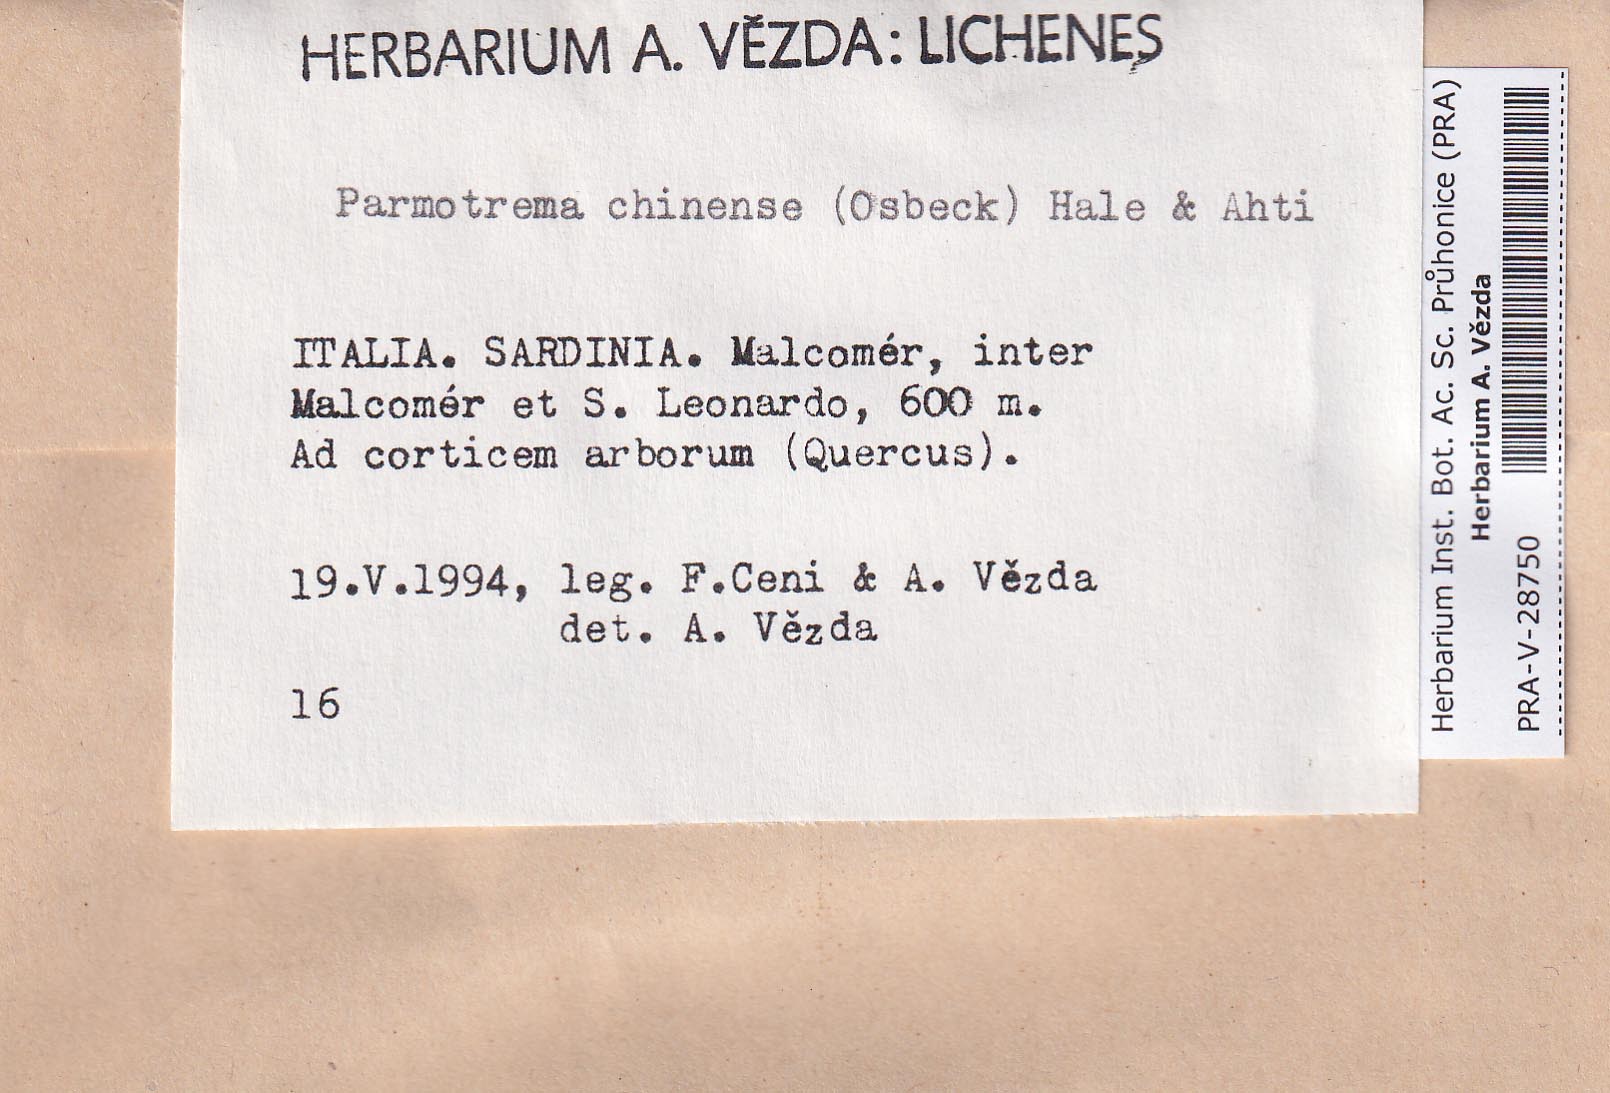 HERBARIUM A. VĚZDA: LICHENES
Parmotrema chinense (Osbeck) Hale & Ahti
ITALIA. SARDINIA. Malcomér, inter
Malcomér et S. Leonardo, 600 m.
Ad corticem arborum (Quercus).
19.V.1994, leg. F.Ceni & A. Vězda
det. A. Vězda
16
Herbarium Inst. Bot. Ac. Sc. Průhonice (PRA)
Herbarium A. Vězda
PRA-V-28750